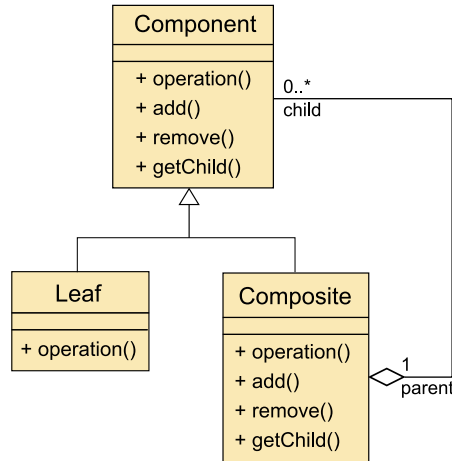 Component
+ operation()
+ add()
+ remove()
+ getChild()
0..*
child
Leaf
+ operation()
Composite
+ operation()
+ add()
+ remove()
+ getChild()
1
parent